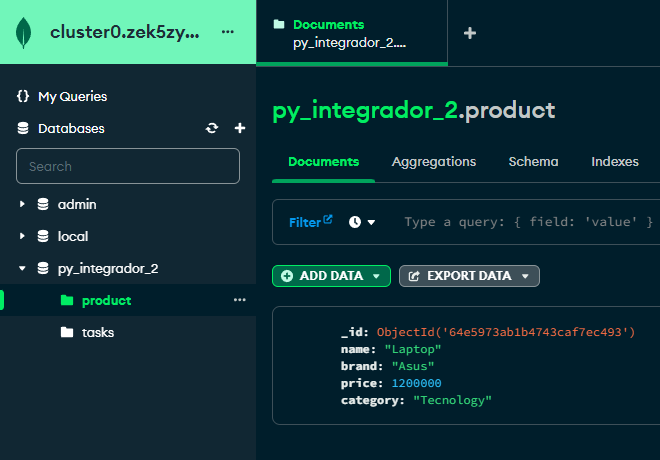 cluster0.zek5zy... ...
My Queries
Databases
Search
admin
local
py_integrador_2
product ...
tasks
Documents
py_integrador_2....
py_integrador_2.product
Documents Aggregations Schema Indexes
Filter Type a query: { field: 'value' }
ADD DATA EXPORT DATA
_id: ObjectId('64e5973ab1b4743caf7ec493')
name: "Laptop"
brand: "Asus"
price: 1200000
category: "Tecnology"